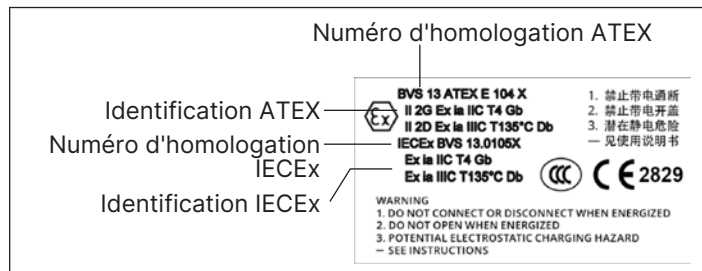 Numéro d'homologation ATEX
BVS 13 ATEX E 104 X
Identification ATEX
II 2G Ex ia IIC T4 Gb
II 2D Ex ia IIIC T135°C Db
Numéro d'homologation
IECEx
IECEx BVS 13.0105X
Ex ia IIC T4 Gb
Identification IECEx
Ex ia IIIC T135°C Db
1. 禁止带电通断
2. 禁止带电开盖
3. 潜在静电危险
— 见使用说明书
Ex
CCC
CE 2829
WARNING
1. DO NOT CONNECT OR DISCONNECT WHEN ENERGIZED
2. DO NOT OPEN WHEN ENERGIZED
3. POTENTIAL ELECTROSTATIC CHARGING HAZARD
— SEE INSTRUCTIONS